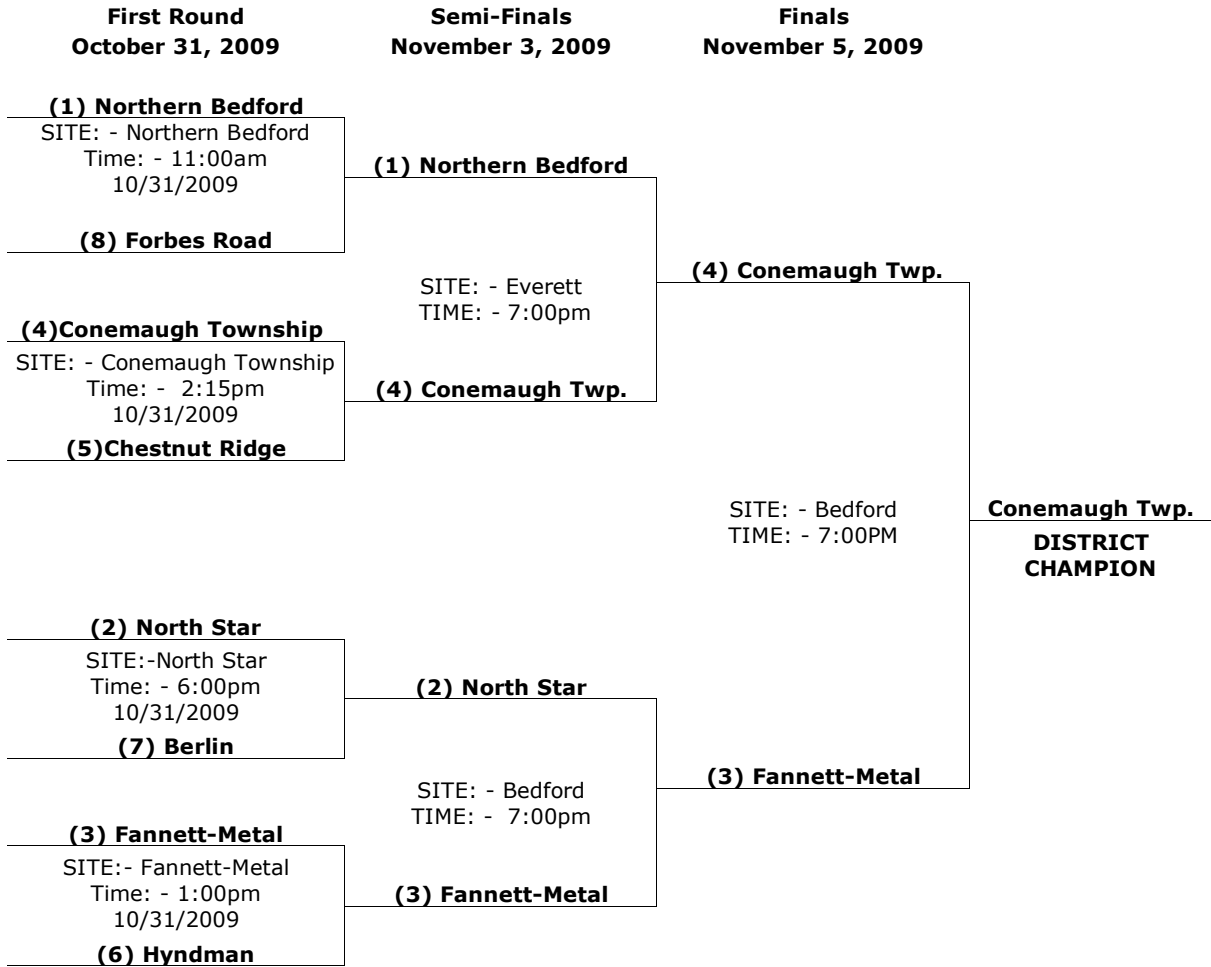 First Round
October 31, 2009
Semi-Finals
November 3, 2009
Finals
November 5, 2009
(1) Northern Bedford
SITE: - Northern Bedford
Time: - 11:00am
10/31/2009
(8) Forbes Road
(1) Northern Bedford
SITE: - Everett
TIME: - 7:00pm
(4) Conemaugh Twp.
(4)Conemaugh Township
SITE: - Conemaugh Township
Time: -  2:15pm
10/31/2009
(5)Chestnut Ridge
(4) Conemaugh Twp.
SITE: - Bedford
TIME: - 7:00PM
Conemaugh Twp.
DISTRICT
CHAMPION
(2) North Star
SITE:-North Star
Time: - 6:00pm
10/31/2009
(7) Berlin
(2) North Star
SITE: - Bedford
TIME: -  7:00pm
(3) Fannett-Metal
(3) Fannett-Metal
SITE:- Fannett-Metal
Time: - 1:00pm
10/31/2009
(6) Hyndman
(3) Fannett-Metal